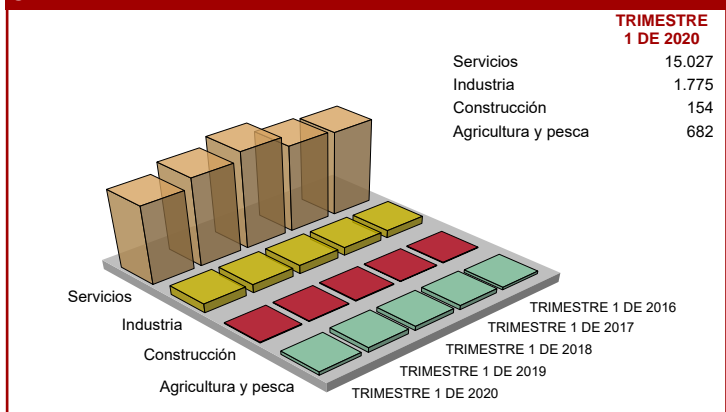 TRIMESTRE
1 DE 2020
Servicios 15.027
Industria 1.775
Construcción 154
Agricultura y pesca 682
Servicios
Industria
Construcción
Agricultura y pesca
TRIMESTRE 1 DE 2016
TRIMESTRE 1 DE 2017
TRIMESTRE 1 DE 2018
TRIMESTRE 1 DE 2019
TRIMESTRE 1 DE 2020